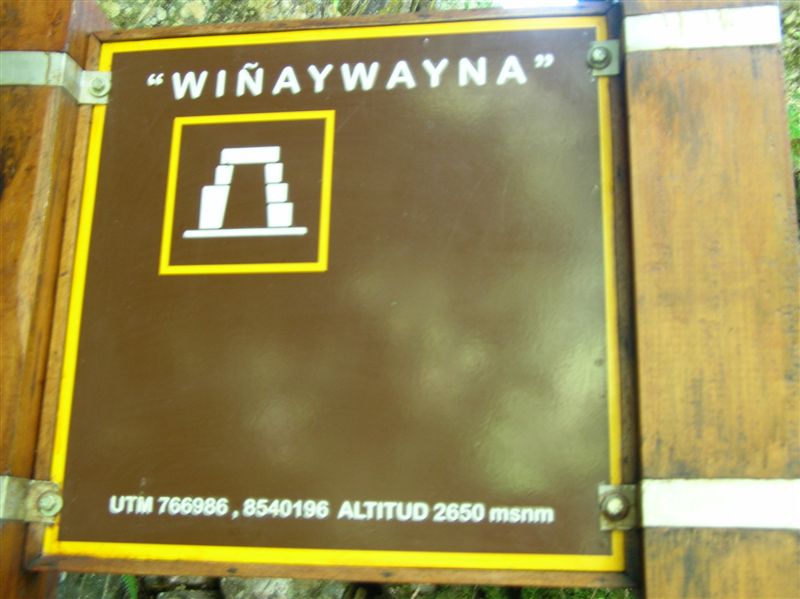 “WIÑAYWAYNA”
UTM 766986 , 8540196 ALTITUD 2650 msnm